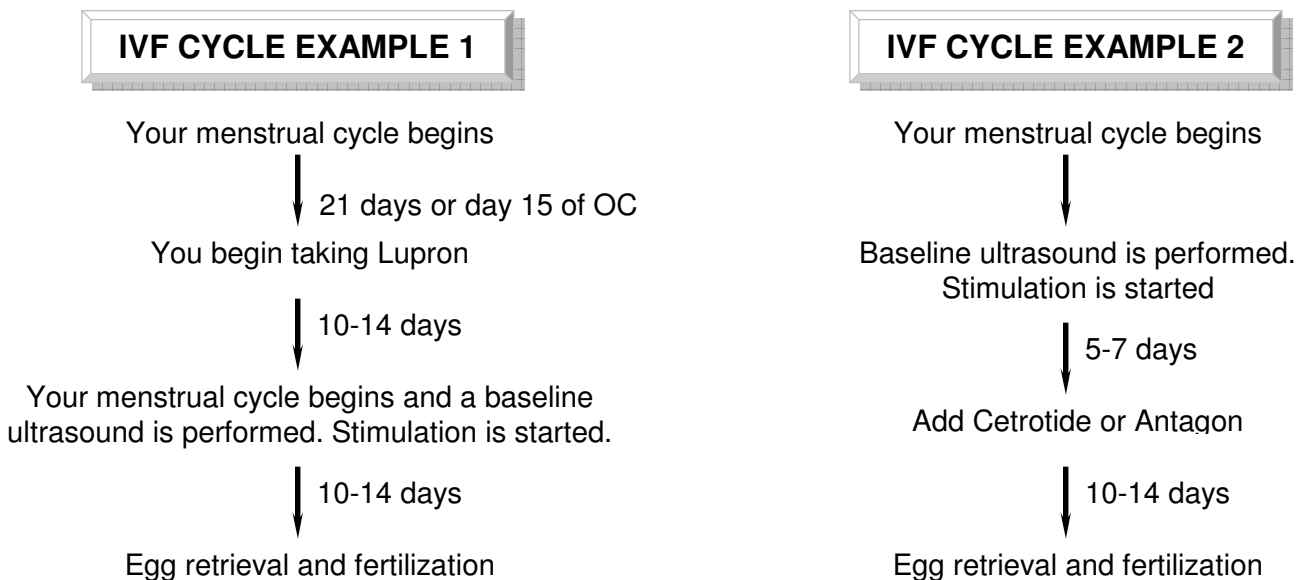 IVF CYCLE EXAMPLE 1
Your menstrual cycle begins
21 days or day 15 of OC
You begin taking Lupron
10-14 days
Your menstrual cycle begins and a baseline
ultrasound is performed. Stimulation is started.
10-14 days
Egg retrieval and fertilization
IVF CYCLE EXAMPLE 2
Your menstrual cycle begins
Baseline ultrasound is performed.
Stimulation is started
5-7 days
Add Cetrotide or Antagon
10-14 days
Egg retrieval and fertilization